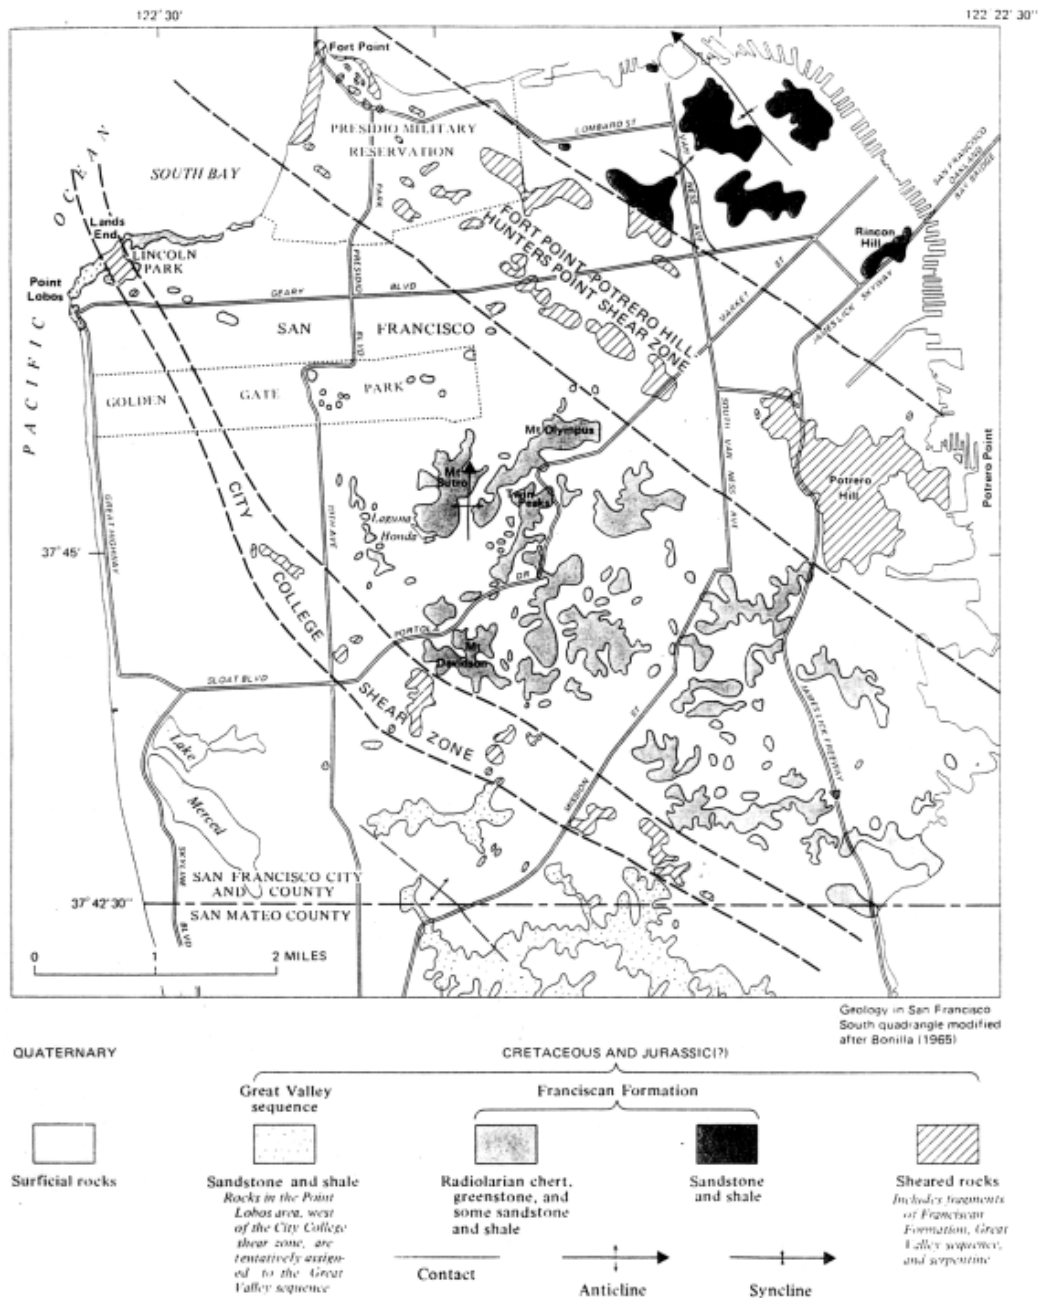 122° 30'
122° 22' 30"
Fort Point
PRESIDIO MILITARY
RESERVATION
LOMBARD ST
VAN
NESS
AVE
SAN FRANCISCO
OAKLAND
BAY BRIDGE
SOUTH BAY
OCEAN
PACIFIC
Lands
End
LINCOLN
PARK
Point
Lobos
PARK
PRESIDIO
BLVD
FORT POINT - POTRERO HILL
HUNTERS POINT SHEAR ZONE
Rincon
Hill
GEARY
BLVD
MARKET
ST
JAMES LICK
SKYWAY
SAN
FRANCISCO
GOLDEN
GATE
PARK
Mt Olympus
Mt
Sutro
Twin
Peaks
Laguna
Honda
SOUTH VAN NESS AVE
Potrero
Hill
Potrero Point
37° 45'
GREAT HIGHWAY
19TH AVE
CITY
COLLEGE
SHEAR
ZONE
PORTOLA
DR
Mt
Davidson
SLOAT BLVD
MISSION
ST
JAMES LICK FREEWAY
Lake
Merced
SKYLINE
BLVD
SAN FRANCISCO CITY
AND COUNTY
37° 42' 30"
SAN MATEO COUNTY
0
1
2 MILES
Geology in San Francisco
South quadrangle modified
after Bonilla (1965)
QUATERNARY
CRETACEOUS AND JURASSIC(?)
Great Valley
sequence
Franciscan Formation
Surficial rocks
Sandstone and shale
Rocks in the Point
Lobos area, west
of the City College
shear zone, are
tentatively assign-
ed to the Great
Valley sequence
Radiolarian chert,
greenstone, and
some sandstone
and shale
Sandstone
and shale
Sheared rocks
Includes fragments
of Franciscan
Formation, Great
Valley sequence,
and serpentine
Contact
Anticline
Syncline